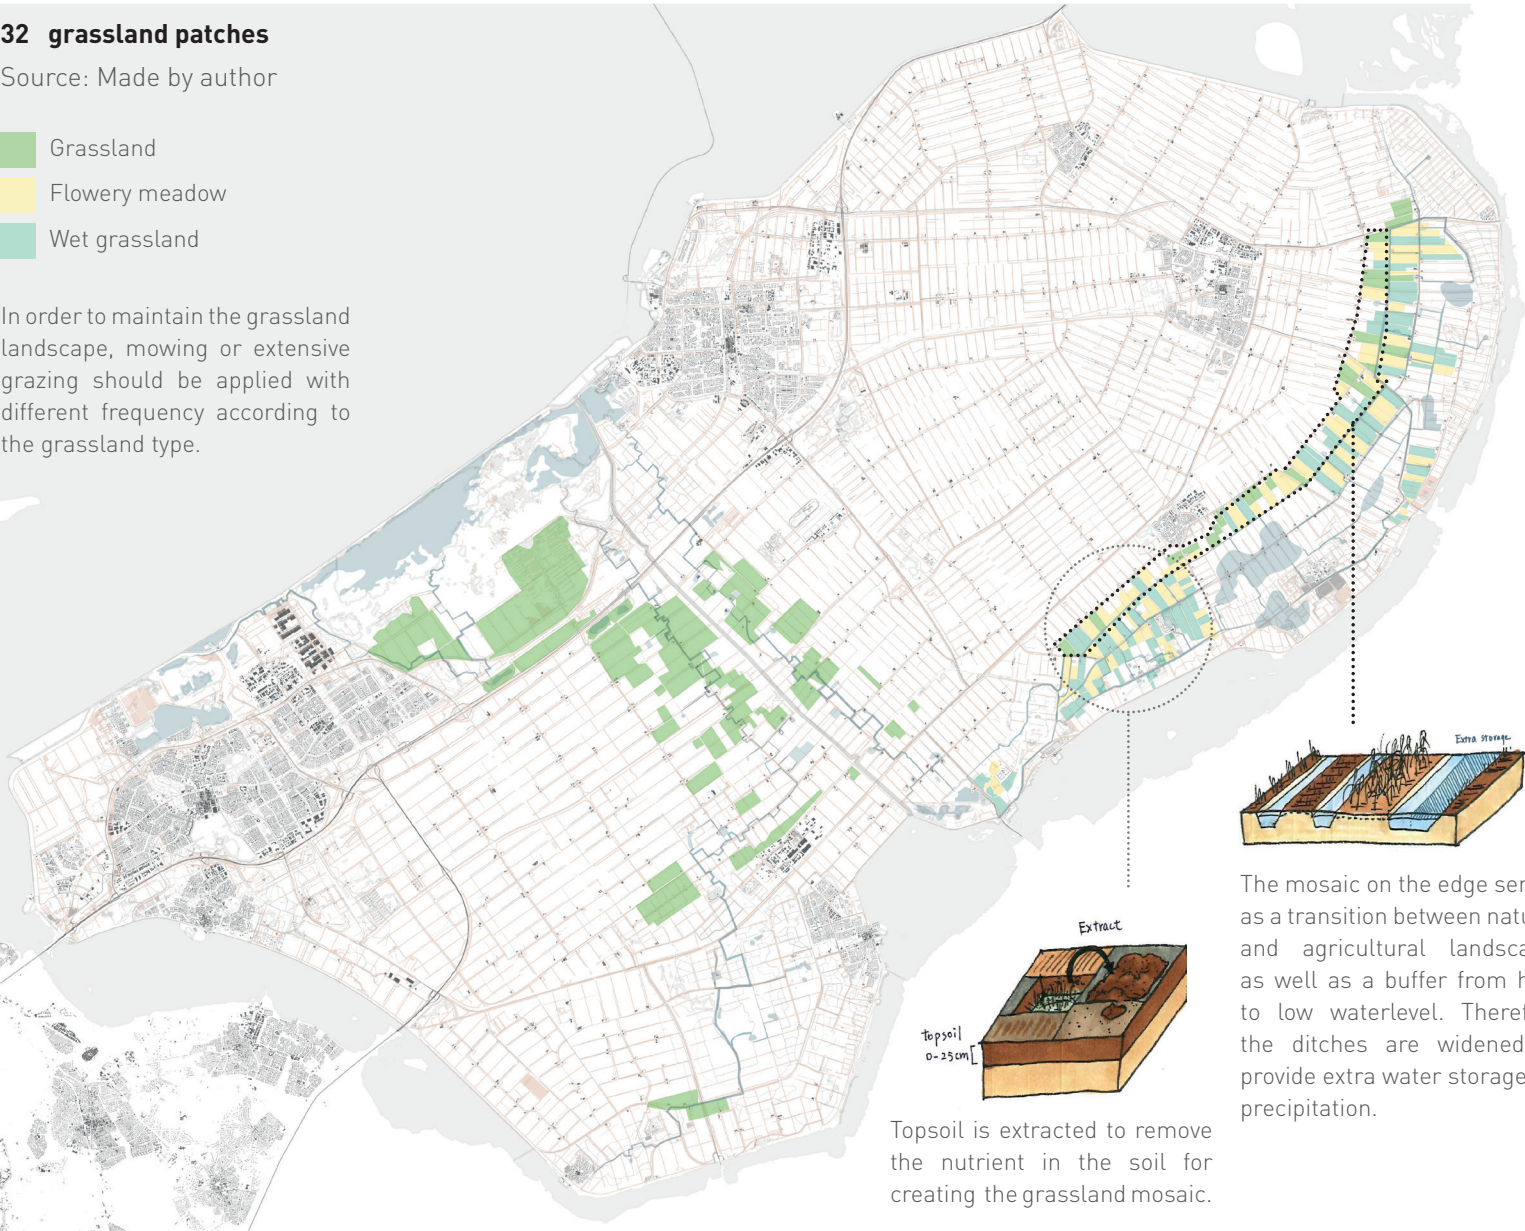 32 grassland patches
Source: Made by author
Grassland
Flowery meadow
Wet grassland
In order to maintain the grassland
landscape, mowing or extensive
grazing should be applied with
different frequency according to
the grassland type.
Extra storage
The mosaic on the edge ser
as a transition between natu
and agricultural landsca
as well as a buffer from h
to low waterlevel. Theref
the ditches are widened
provide extra water storage
precipitation.
Extract
topsoil
0-25cm
Topsoil is extracted to remove
the nutrient in the soil for
creating the grassland mosaic.